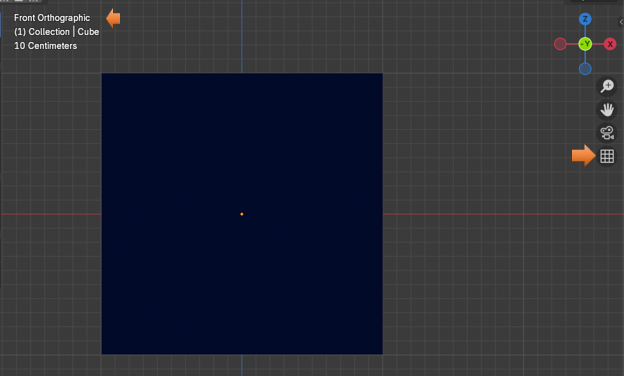 Front Orthographic
(1) Collection | Cube
10 Centimeters
Z
-Y
X